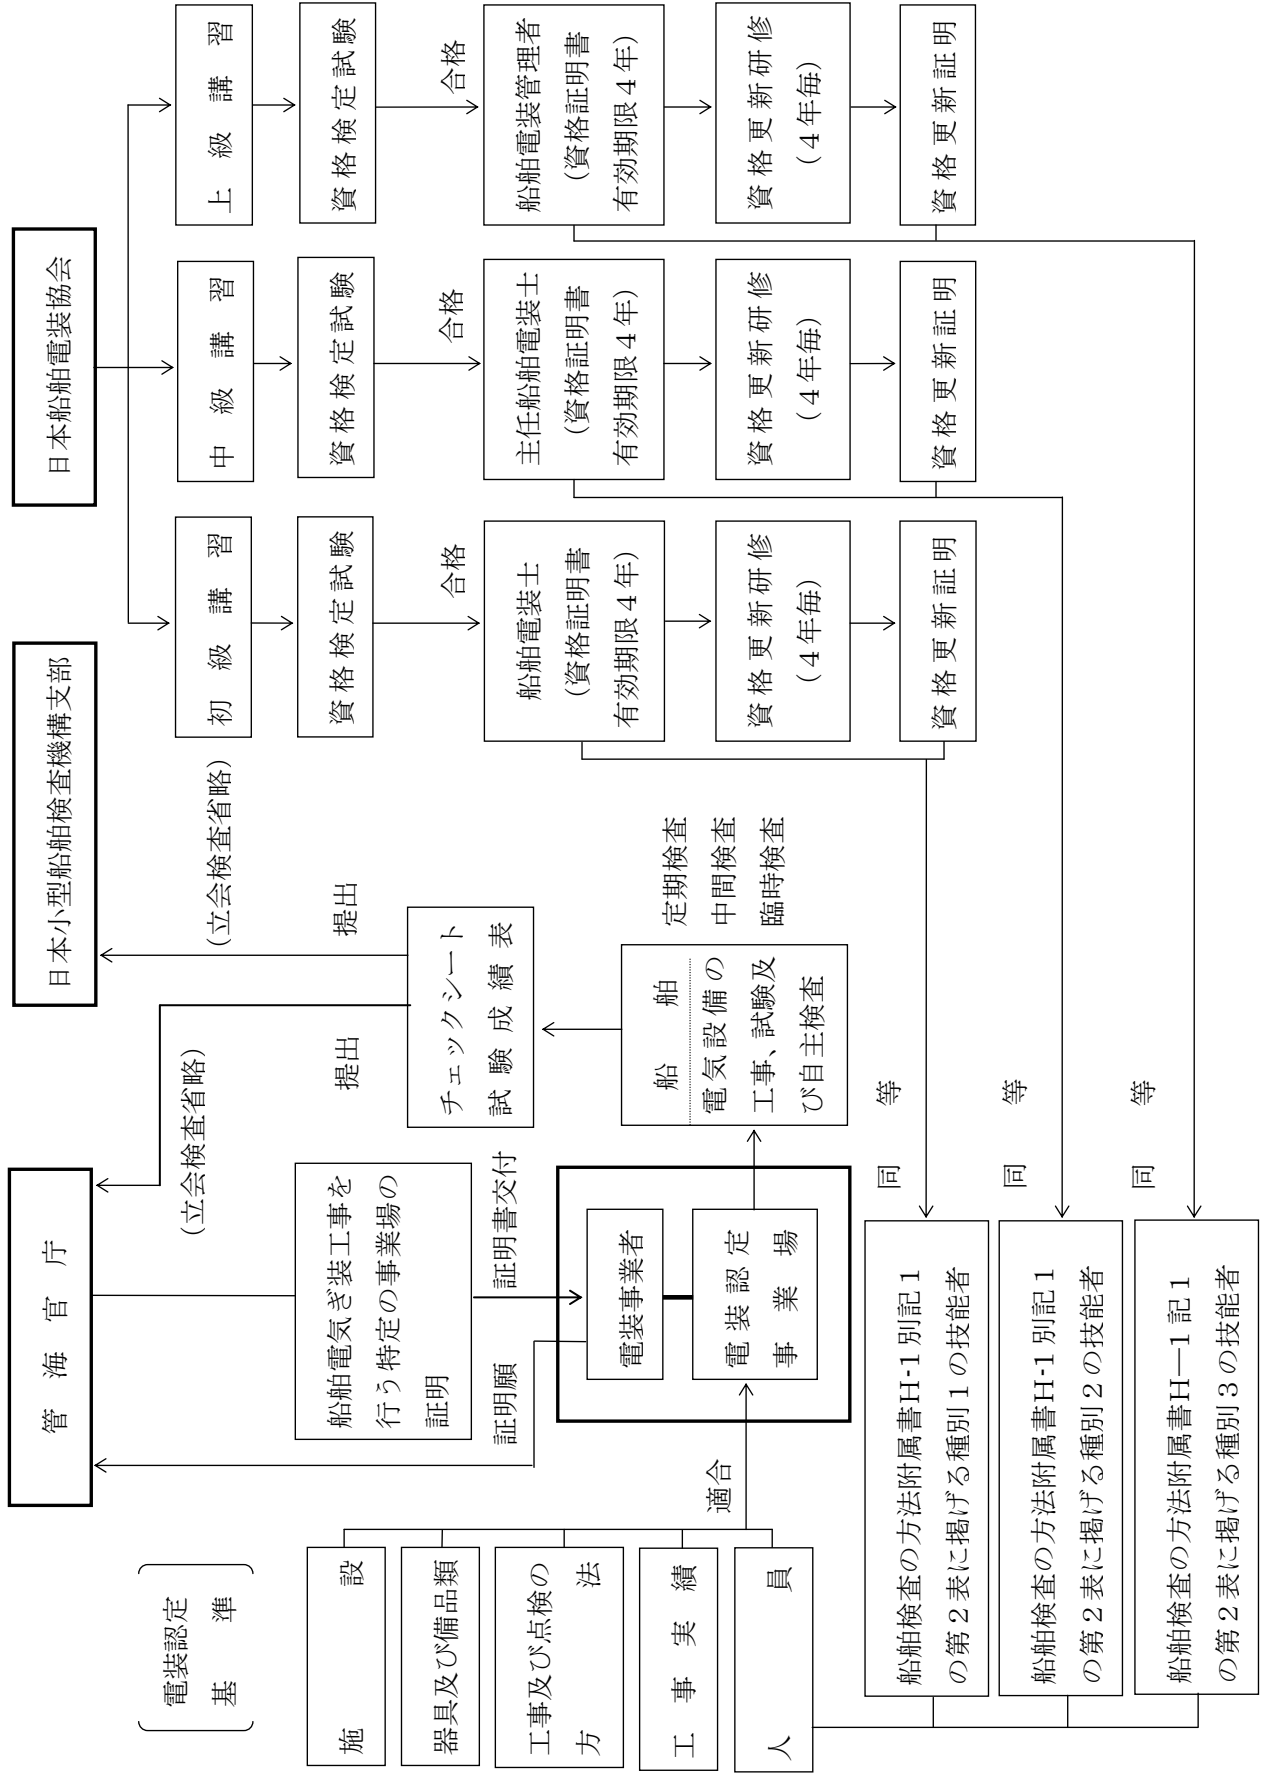 電装認定
基準
管海官庁
日本小型船舶検査機構支部
日本船舶電装協会
(立会検査省略)
(立会検査省略)
提出
提出
施設
器具及び備品類
工事及び点検の
方法
工事実績
人員
適合
船舶電気ぎ装工事を
行う特定の事業場の
証明
証明願
証明書交付
電装事業者
電装認定
事業場
チェックシート
試験成績表
船舶
電気設備の
工事、試験及
び自主検査
定期検査
中間検査
臨時検査
初級講習
資格検定試験
合格
船舶電装士
(資格証明書
有効期限4年)
資格更新研修
(4年毎)
資格更新証明
中級講習
資格検定試験
合格
主任船舶電装士
(資格証明書
有効期限4年)
資格更新研修
(4年毎)
資格更新証明
上級講習
資格検定試験
合格
船舶電装管理者
(資格証明書
有効期限4年)
資格更新研修
(4年毎)
資格更新証明
船舶検査の方法附属書H-1別記1
の第2表に掲げる種別1の技能者
同等
船舶検査の方法附属書H-1別記1
の第2表に掲げる種別2の技能者
同等
船舶検査の方法附属書H―1記1
の第2表に掲げる種別3の技能者
同等